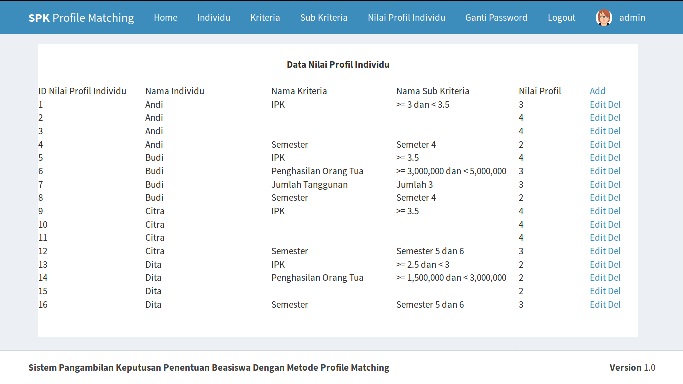 SPK Profile Matching Home Individu Kriteria Sub Kriteria Nilai Profil Individu Ganti Password Logout admin
Data Nilai Profil Individu
ID Nilai Profil Individu Nama Individu Nama Kriteria Nama Sub Kriteria Nilai Profil Add
1 Andi IPK >= 3 dan < 3.5 3 Edit Del
2 Andi 4 Edit Del
3 Andi 4 Edit Del
4 Andi Semester Semeter 4 2 Edit Del
5 Budi IPK >= 3.5 4 Edit Del
6 Budi Penghasilan Orang Tua >= 3,000,000 dan < 5,000,000 3 Edit Del
7 Budi Jumlah Tanggunan Jumlah 3 3 Edit Del
8 Budi Semester Semeter 4 2 Edit Del
9 Citra IPK >= 3.5 4 Edit Del
10 Citra 4 Edit Del
11 Citra 4 Edit Del
12 Citra Semester Semester 5 dan 6 3 Edit Del
13 Dita IPK >= 2.5 dan < 3 2 Edit Del
14 Dita Penghasilan Orang Tua >= 1,500,000 dan < 3,000,000 2 Edit Del
15 Dita 2 Edit Del
16 Dita Semester Semester 5 dan 6 3 Edit Del
Sistem Pangambilan Keputusan Penentuan Beasiswa Dengan Metode Profile Matching Version 1.0